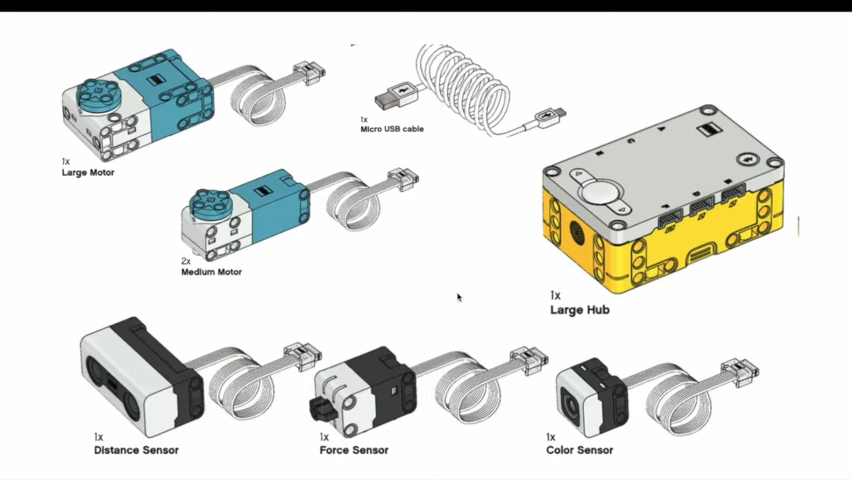 1x
Large Motor
1x
Micro USB cable
2x
Medium Motor
1x
Large Hub
1x
Distance Sensor
1x
Force Sensor
1x
Color Sensor